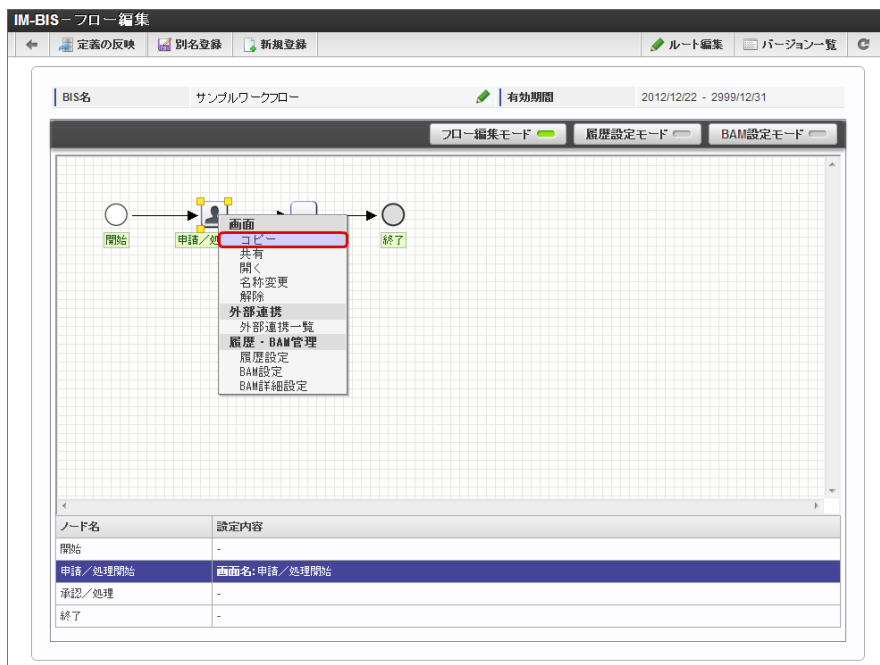 IM-BIS－フロー編集
定義の反映 別名登録 新規登録 ルート編集 バージョン一覧
BIS名 サンプルワークフロー 有効期間 2012/12/22 - 2999/12/31
フロー編集モード 履歴設定モード BAM設定モード
開始 申請／処 終了
画面
コピー
共有
開く
名称変更
解除
外部連携
外部連携一覧
履歴・BAM管理
履歴設定
BAM設定
BAM詳細設定
ノード名 設定内容
開始 -
申請／処理開始 画面名:申請／処理開始
承認／処理 -
終了 -